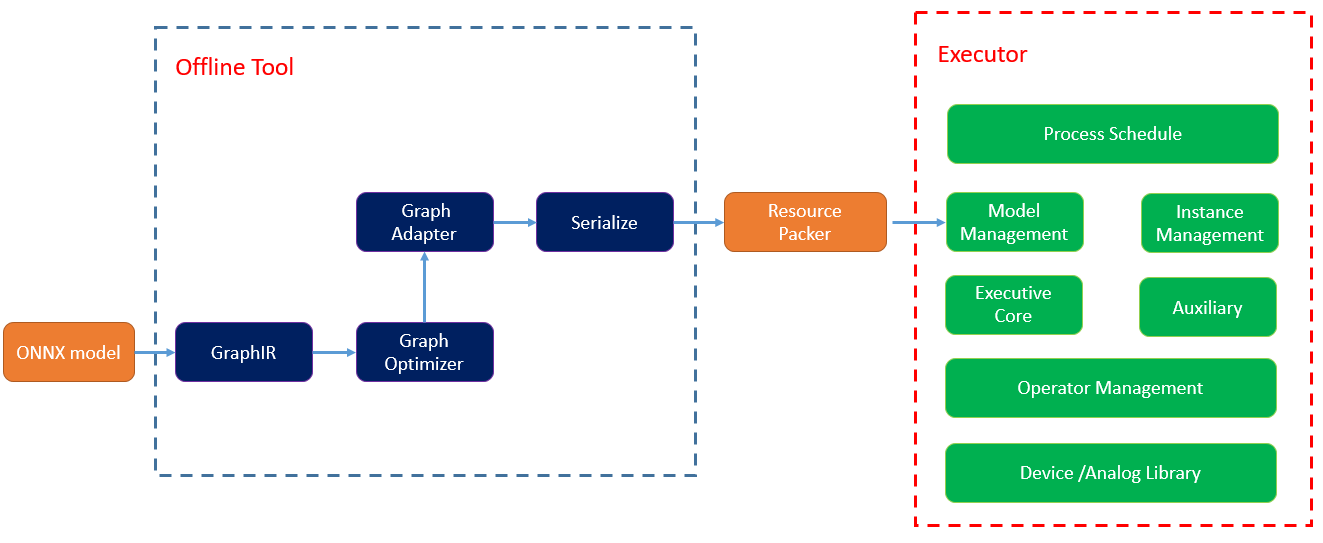 Offline Tool
Executor
Process Schedule
Graph
Adapter
Serialize
Resource
Packer
Model
Management
Instance
Management
Executive
Core
Auxiliary
ONNX model
GraphIR
Graph
Optimizer
Operator Management
Device /Analog Library